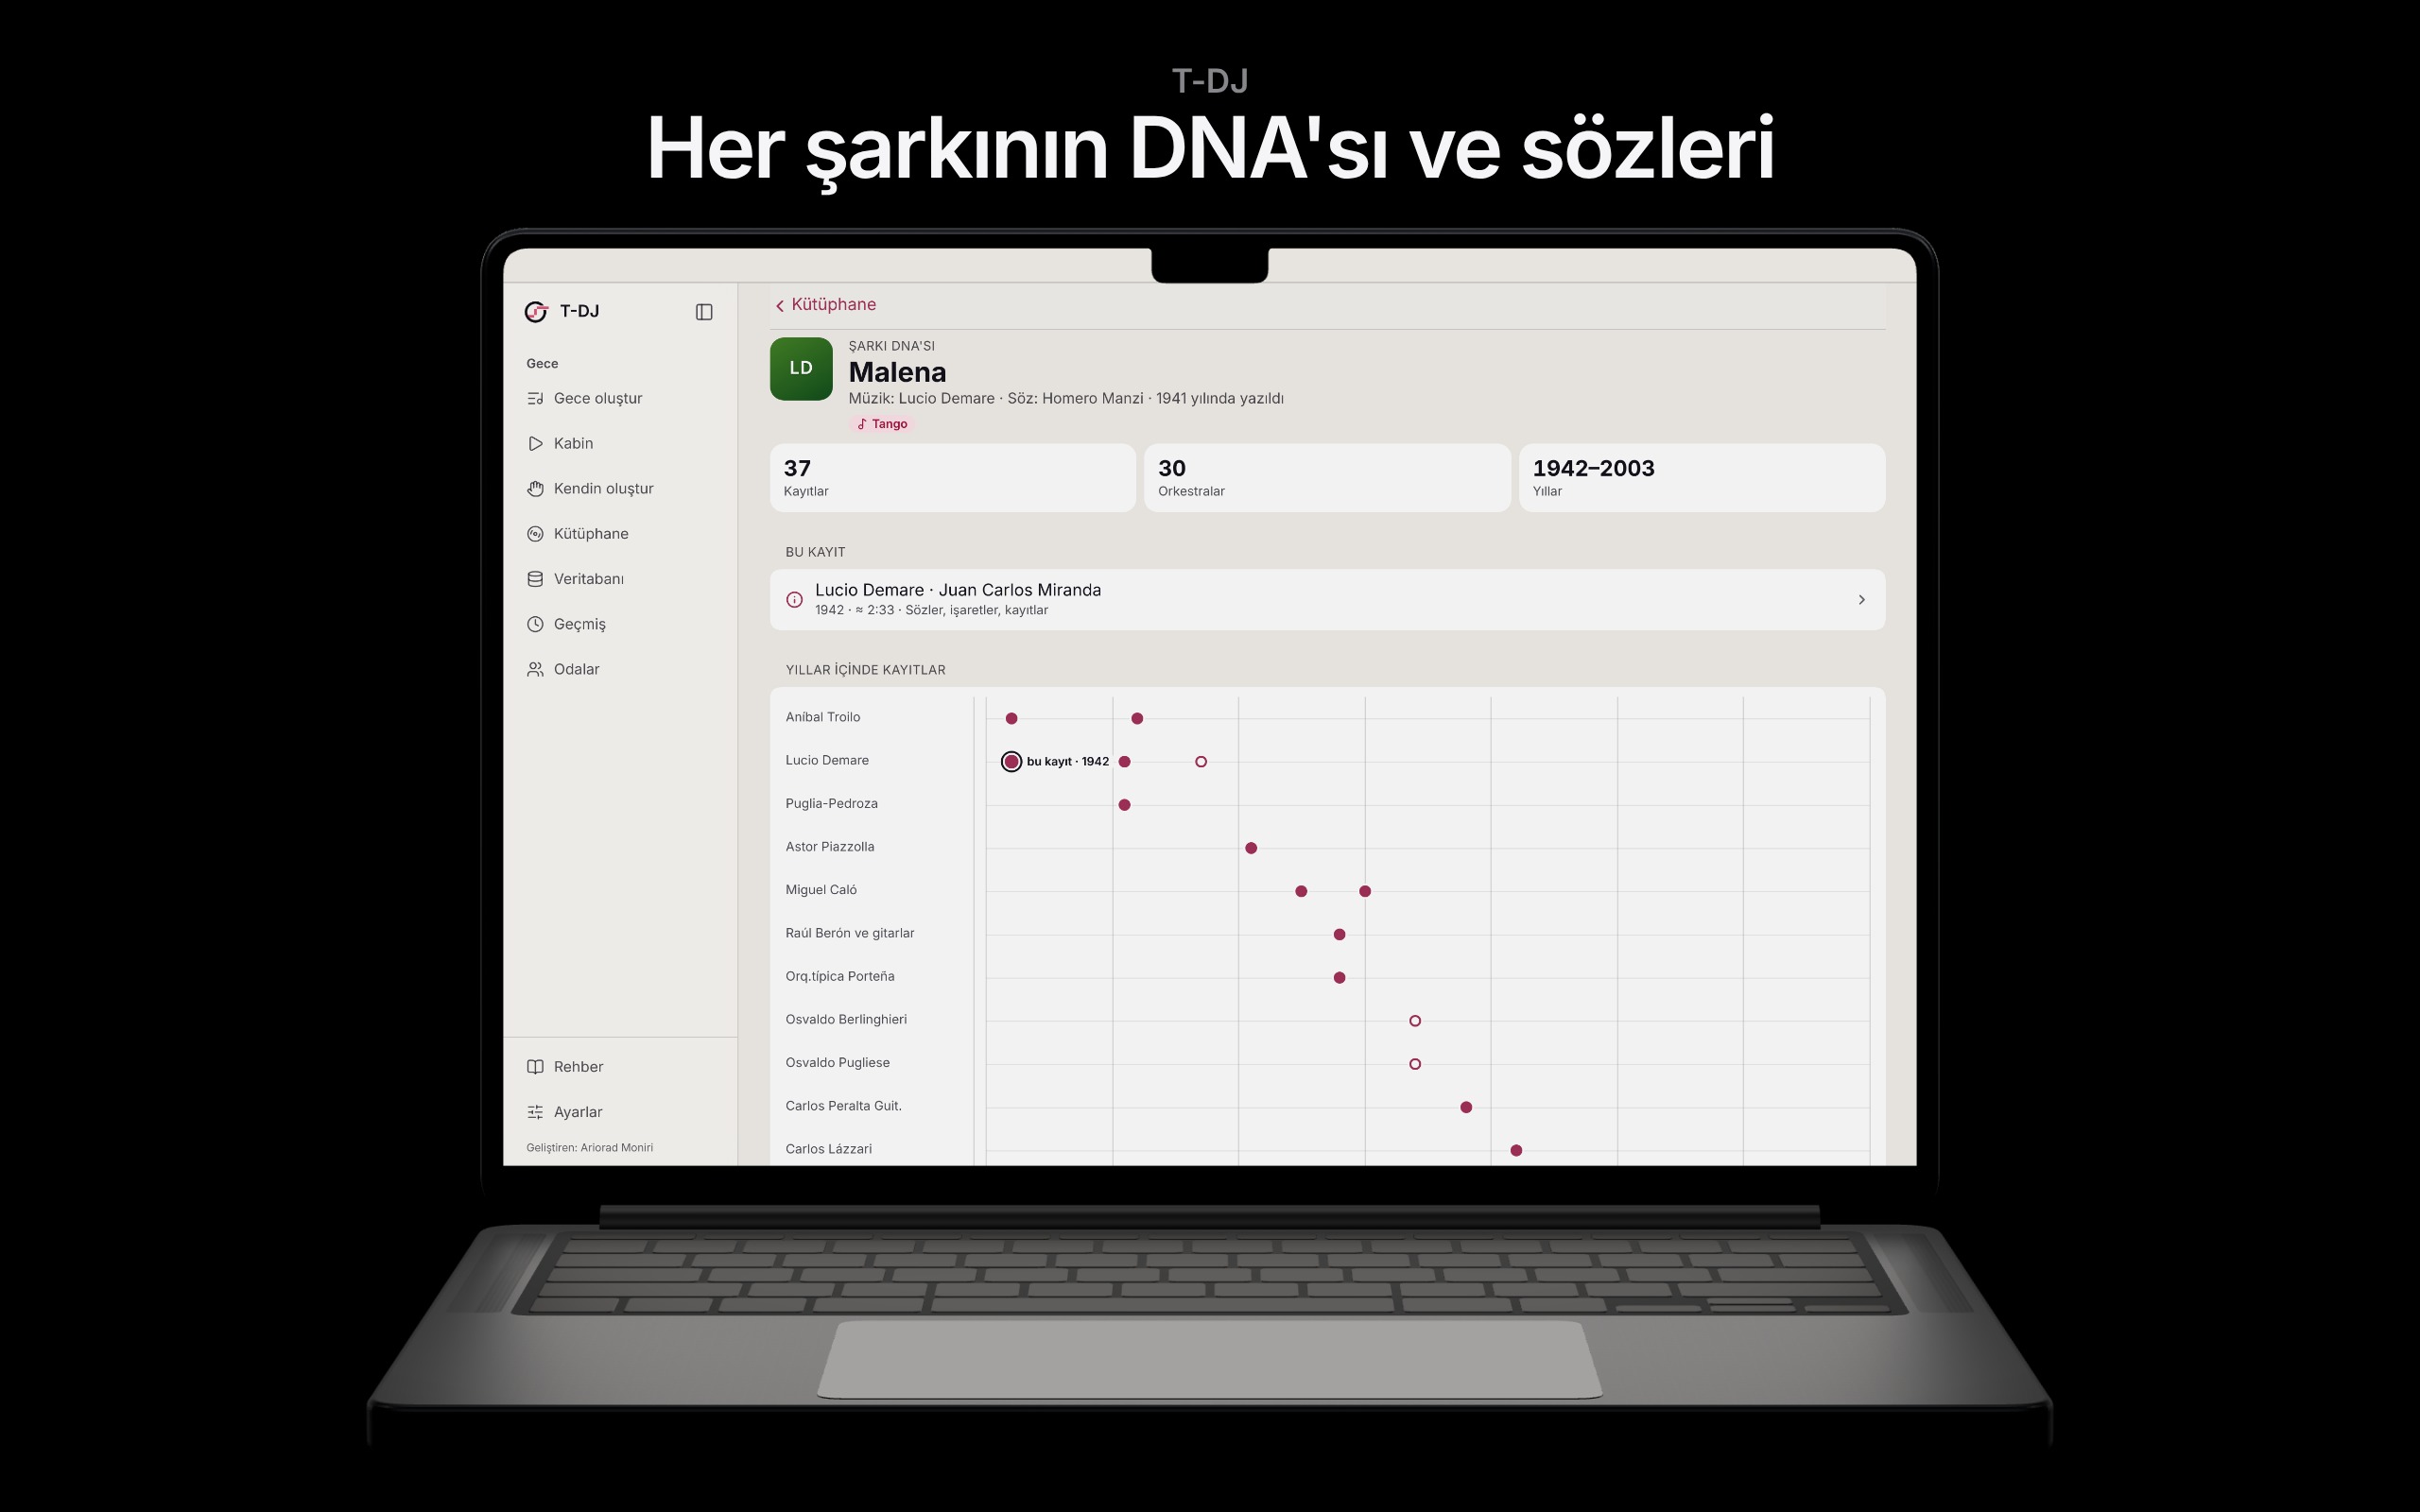 T-DJ
Her şarkının DNA'sı ve sözleri
T-DJ
Gece
Gece oluştur
Kabin
Kendin oluştur
Kütüphane
Veritabanı
Geçmiş
Odalar
Rehber
Ayarlar
Geliştiren: Ariorad Moniri
Kütüphane
LD
ŞARKI DNA'SI
Malena
Müzik: Lucio Demare · Söz: Homero Manzi · 1941 yılında yazıldı
Tango
37
Kayıtlar
30
Orkestralar
1942–2003
Yıllar
BU KAYIT
Lucio Demare · Juan Carlos Miranda
1942 · ≈ 2:33 · Sözler, işaretler, kayıtlar
YILLAR İÇİNDE KAYITLAR
Aníbal Troilo
Lucio Demare
bu kayıt · 1942
Puglia-Pedroza
Astor Piazzolla
Miguel Caló
Raúl Berón ve gitarlar
Orq.típica Porteña
Osvaldo Berlinghieri
Osvaldo Pugliese
Carlos Peralta Guit.
Carlos Lázzari